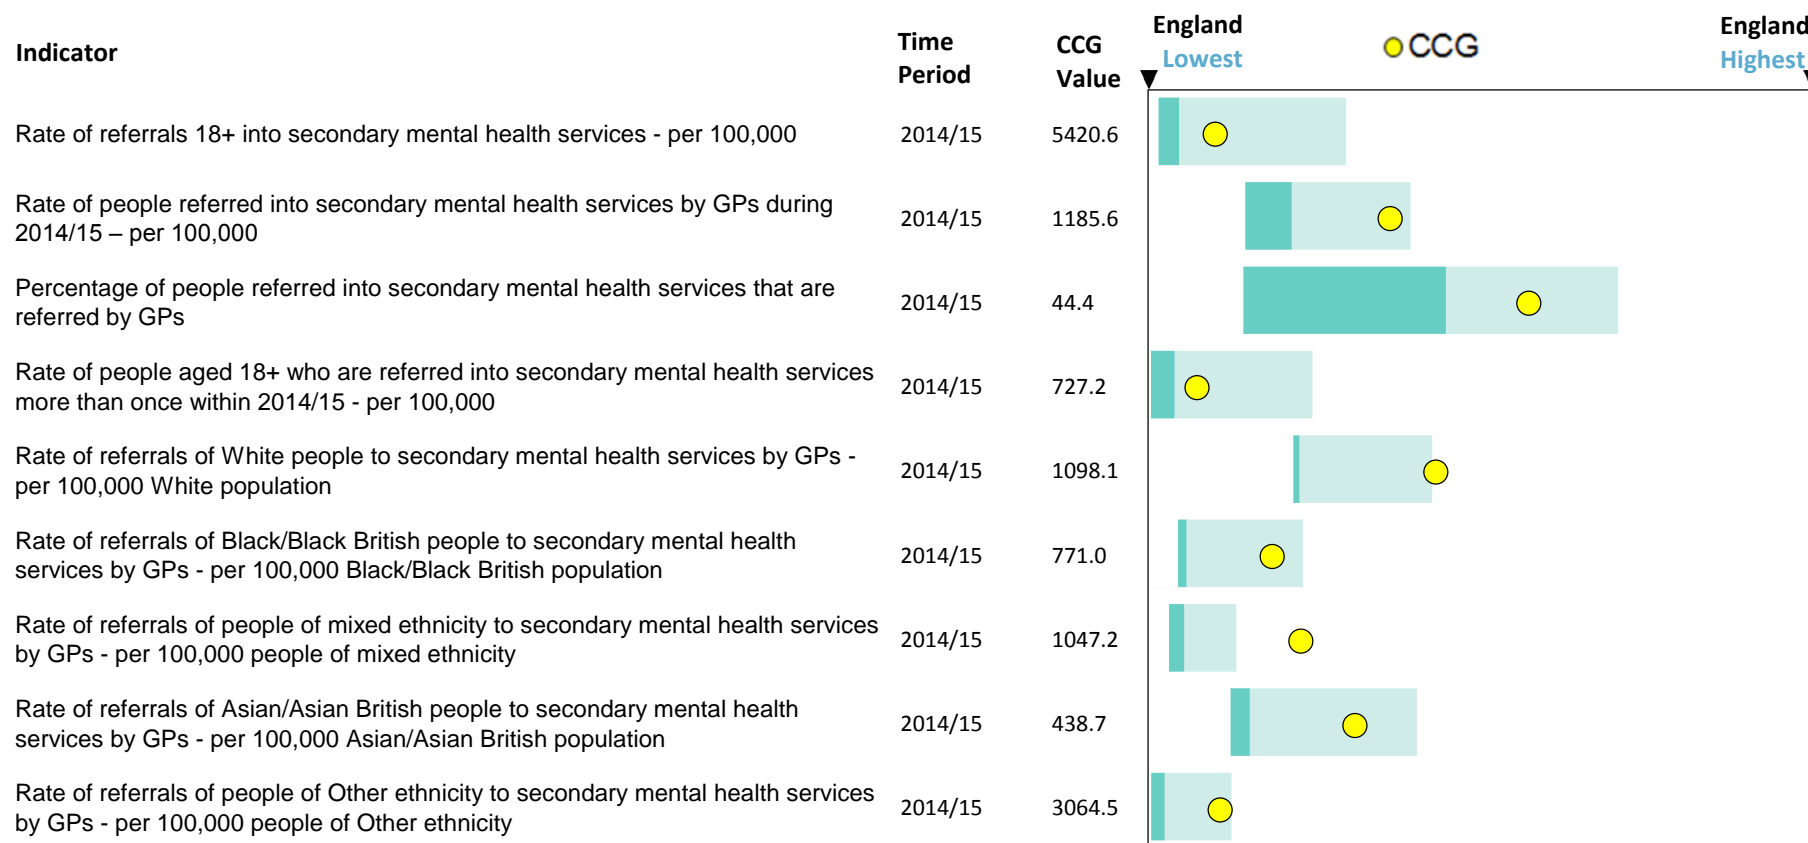 Indicator
Time Period
CCG Value
England Lowest
CCG
England Highest
Rate of referrals 18+ into secondary mental health services - per 100,000
2014/15
5420.6
Rate of people referred into secondary mental health services by GPs during
2014/15 – per 100,000
2014/15
1185.6
Percentage of people referred into secondary mental health services that are
referred by GPs
2014/15
44.4
Rate of people aged 18+ who are referred into secondary mental health services
more than once within 2014/15 - per 100,000
2014/15
727.2
Rate of referrals of White people to secondary mental health services by GPs -
per 100,000 White population
2014/15
1098.1
Rate of referrals of Black/Black British people to secondary mental health
services by GPs - per 100,000 Black/Black British population
2014/15
771.0
Rate of referrals of people of mixed ethnicity to secondary mental health services
by GPs - per 100,000 people of mixed ethnicity
2014/15
1047.2
Rate of referrals of Asian/Asian British people to secondary mental health
services by GPs - per 100,000 Asian/Asian British population
2014/15
438.7
Rate of referrals of people of Other ethnicity to secondary mental health services
by GPs - per 100,000 people of Other ethnicity
2014/15
3064.5